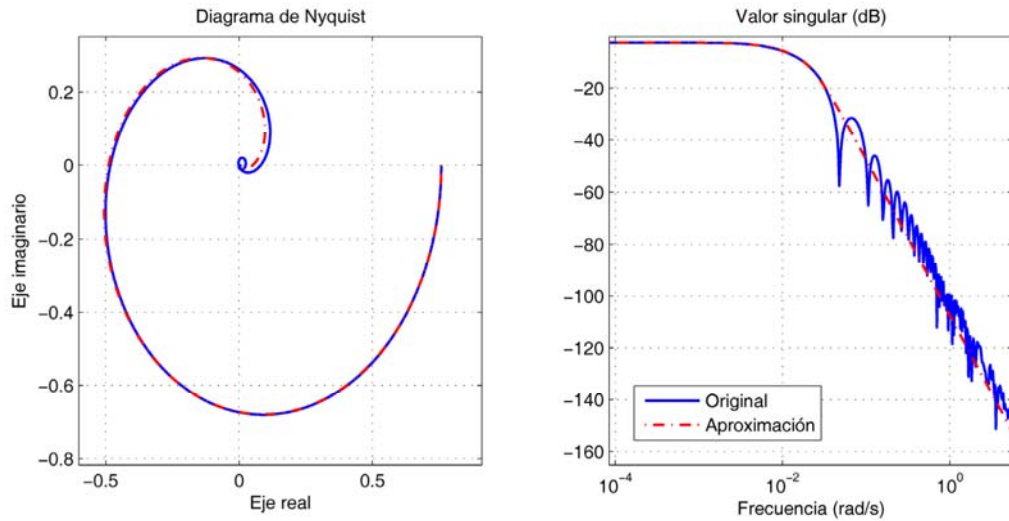 Diagrama de Nyquist
Eje imaginario
0.2
0
−0.2
−0.4
−0.6
−0.8
−0.5
0
0.5
Eje real
Valor singular (dB)
−20
−40
−60
−80
−100
−120
−140
−160
Original
Aproximación
10⁻⁴
10⁻²
10⁰
Frecuencia (rad/s)